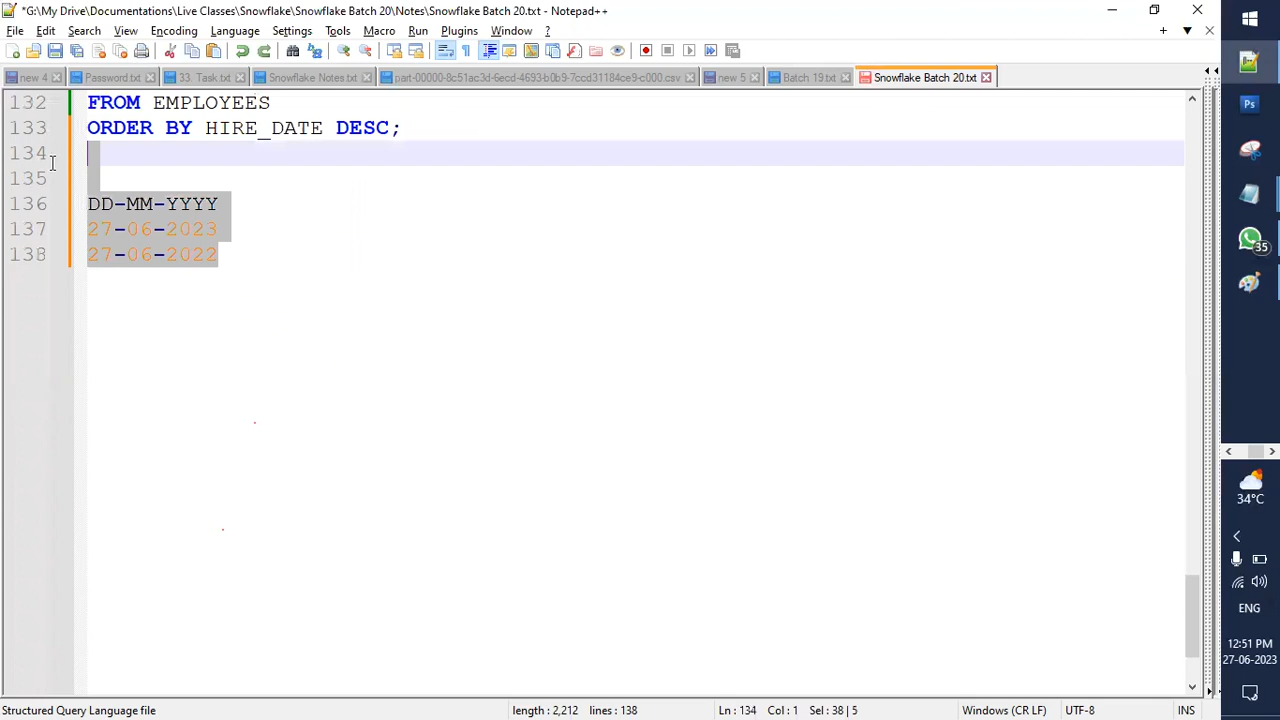 *G:\My Drive\Documentations\Live Classes\Snowflake\Snowflake Batch 20\Notes\Snowflake Batch 20.txt - Notepad++
File Edit Search View Encoding Language Settings Tools Macro Run Plugins Window ?
new 4 Password.txt 33. Task.txt Snowflake Notes.txt new 5 Batch 19.txt Snowflake Batch 20.txt
132 FROM EMPLOYEES
133 ORDER BY HIRE_DATE DESC;
134
135
136 DD-MM-YYYY
137 27-06-2023
138 27-06-2022
Ps
35
34°C
ENG
12:51 PM
27-06-2023
Structured Query Language file length : 2,212 lines : 138 Ln : 134 Col : 1 Sel : 38 | 5 Windows (CR LF) UTF-8 INS